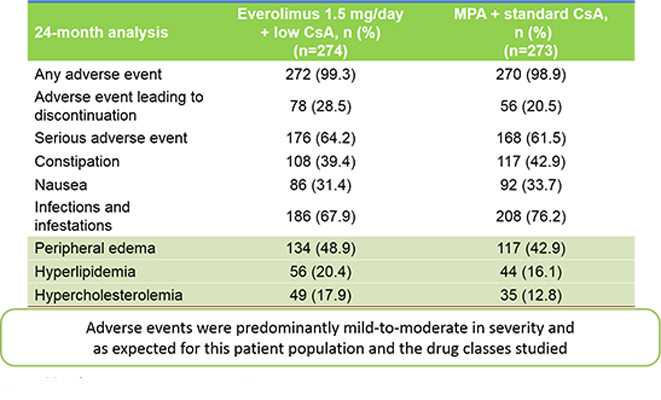 24-month analysis Everolimus 1.5 mg/day + low CsA, n (%) (n=274) MPA + standard CsA, n (%) (n=273)
Any adverse event 272 (99.3) 270 (98.9)
Adverse event leading to discontinuation 78 (28.5) 56 (20.5)
Serious adverse event 176 (64.2) 168 (61.5)
Constipation 108 (39.4) 117 (42.9)
Nausea 86 (31.4) 92 (33.7)
Infections and infestations 186 (67.9) 208 (76.2)
Peripheral edema 134 (48.9) 117 (42.9)
Hyperlipidemia 56 (20.4) 44 (16.1)
Hypercholesterolemia 49 (17.9) 35 (12.8)
Adverse events were predominantly mild-to-moderate in severity and
as expected for this patient population and the drug classes studied